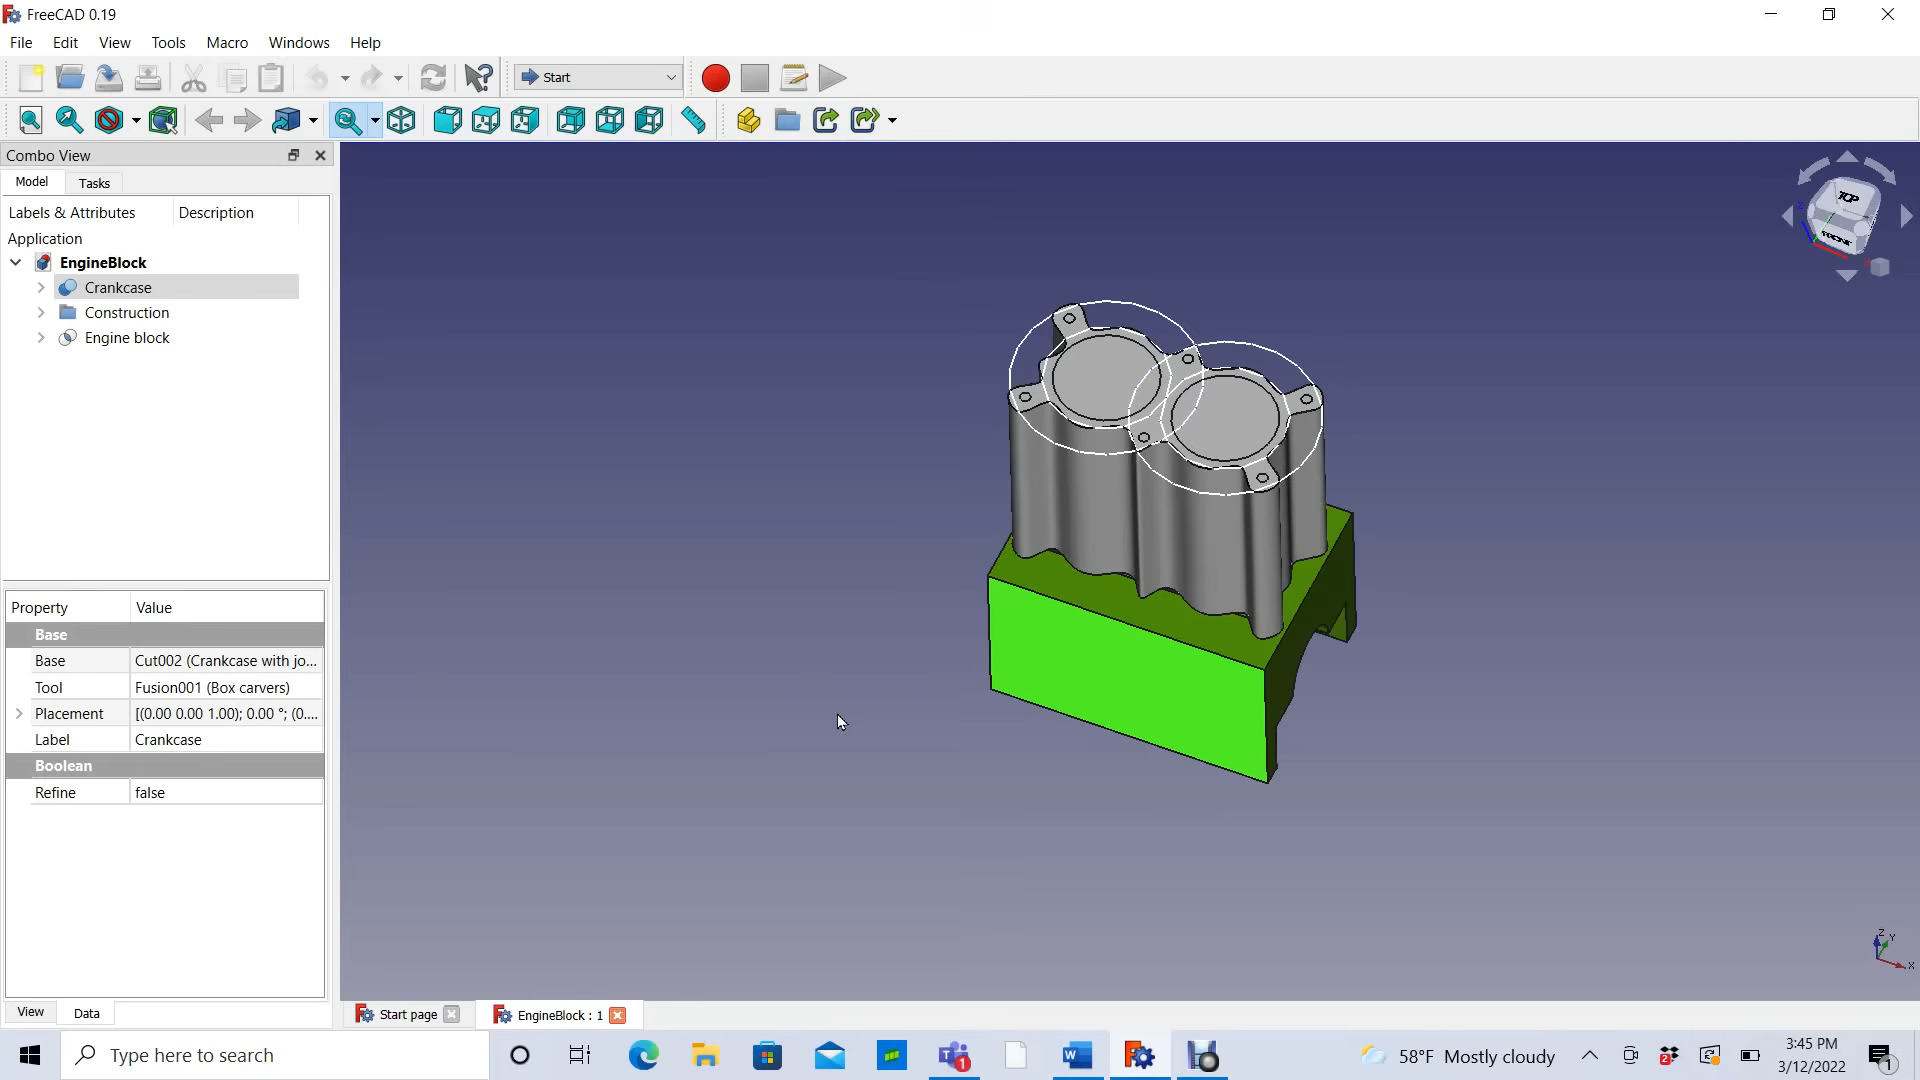 FreeCAD 0.19
File Edit View Tools Macro Windows Help
Start
Combo View
Model Tasks
Labels & Attributes Description
Application
EngineBlock
Crankcase
Construction
Engine block
Property Value
Base
Base Cut002 (Crankcase with jo...
Tool Fusion001 (Box carvers)
Placement [(0.00 0.00 1.00); 0.00 °; (0....
Label Crankcase
Boolean
Refine false
View Data
TOP
FRONT
Z Y X
Start page EngineBlock : 1
Type here to search
58°F Mostly cloudy
3:45 PM
3/12/2022
1